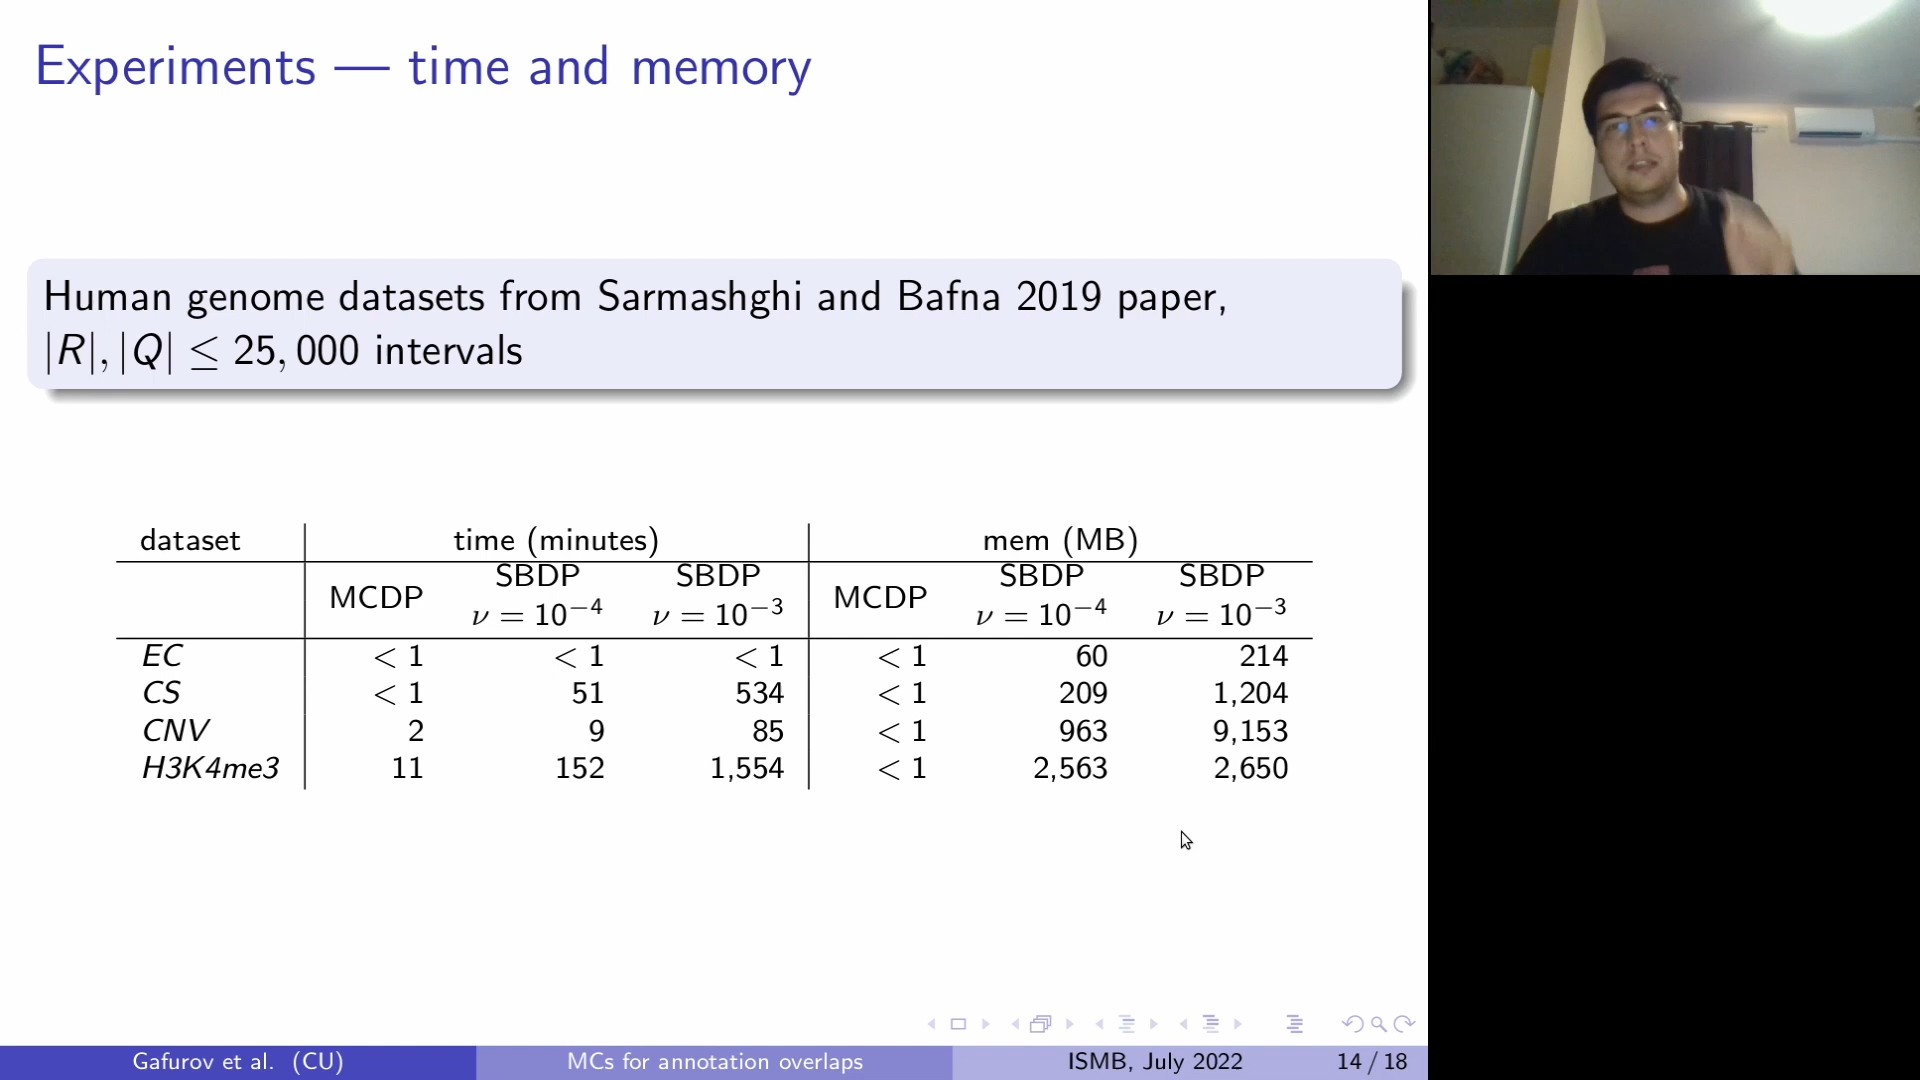 Experiments — time and memory
Human genome datasets from Sarmashghi and Bafna 2019 paper,
|R|, |Q| ≤ 25,000 intervals
dataset time (minutes) mem (MB)
MCDP SBDP ν = 10⁻⁴ SBDP ν = 10⁻³ MCDP SBDP ν = 10⁻⁴ SBDP ν = 10⁻³
EC < 1 < 1 < 1 < 1 60 214
CS < 1 51 534 < 1 209 1,204
CNV 2 9 85 < 1 963 9,153
H3K4me3 11 152 1,554 < 1 2,563 2,650
Gafurov et al. (CU) MCs for annotation overlaps ISMB, July 2022 14 / 18